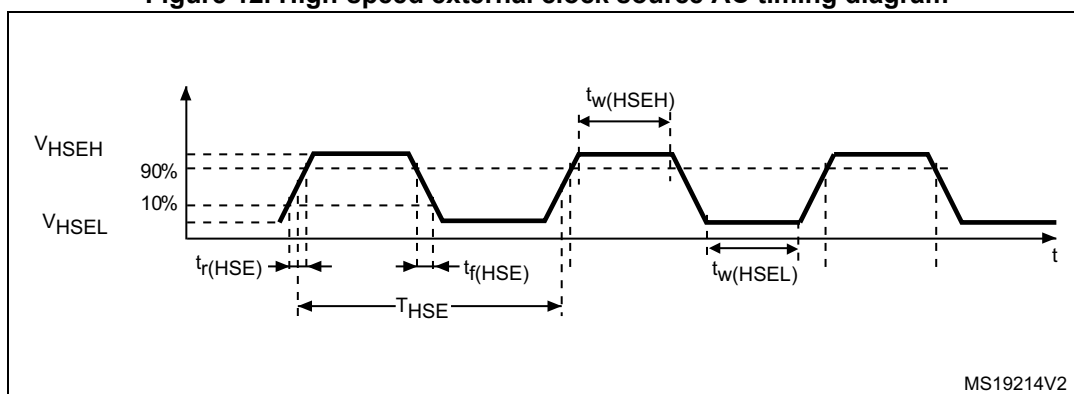 Figure 12. High-speed external clock source AC timing diagram
tw(HSEH)
VHSEH
90%
10%
VHSEL
tr(HSE)
tf(HSE)
tw(HSEL)
t
THSE
MS19214V2